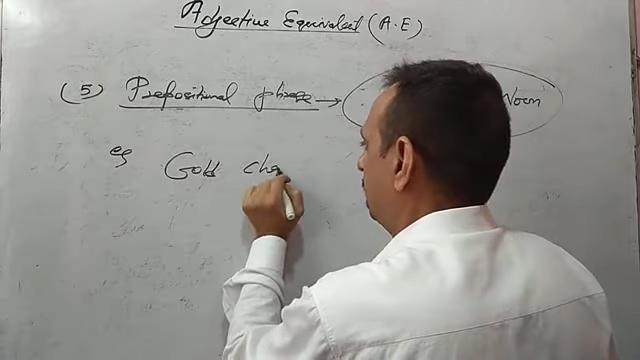 Adjective Equivalent (A.E)
(5) Prepositional phrase → Noun
eg Gold cha